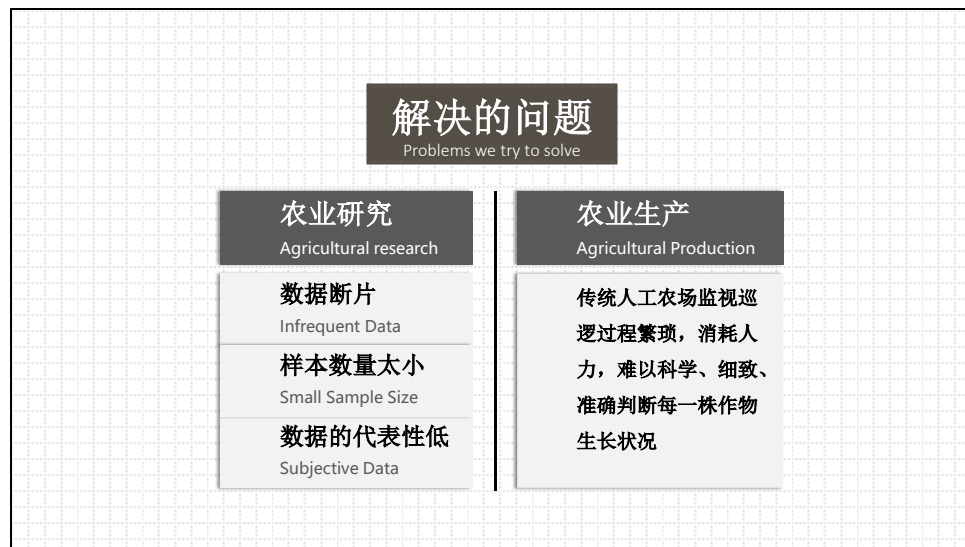 解决的问题
Problems we try to solve
农业研究
Agricultural research
数据断片
Infrequent Data
样本数量太小
Small Sample Size
数据的代表性低
Subjective Data
农业生产
Agricultural Production
传统人工农场监视巡
逻过程繁琐，消耗人
力，难以科学、细致、
准确判断每一株作物
生长状况